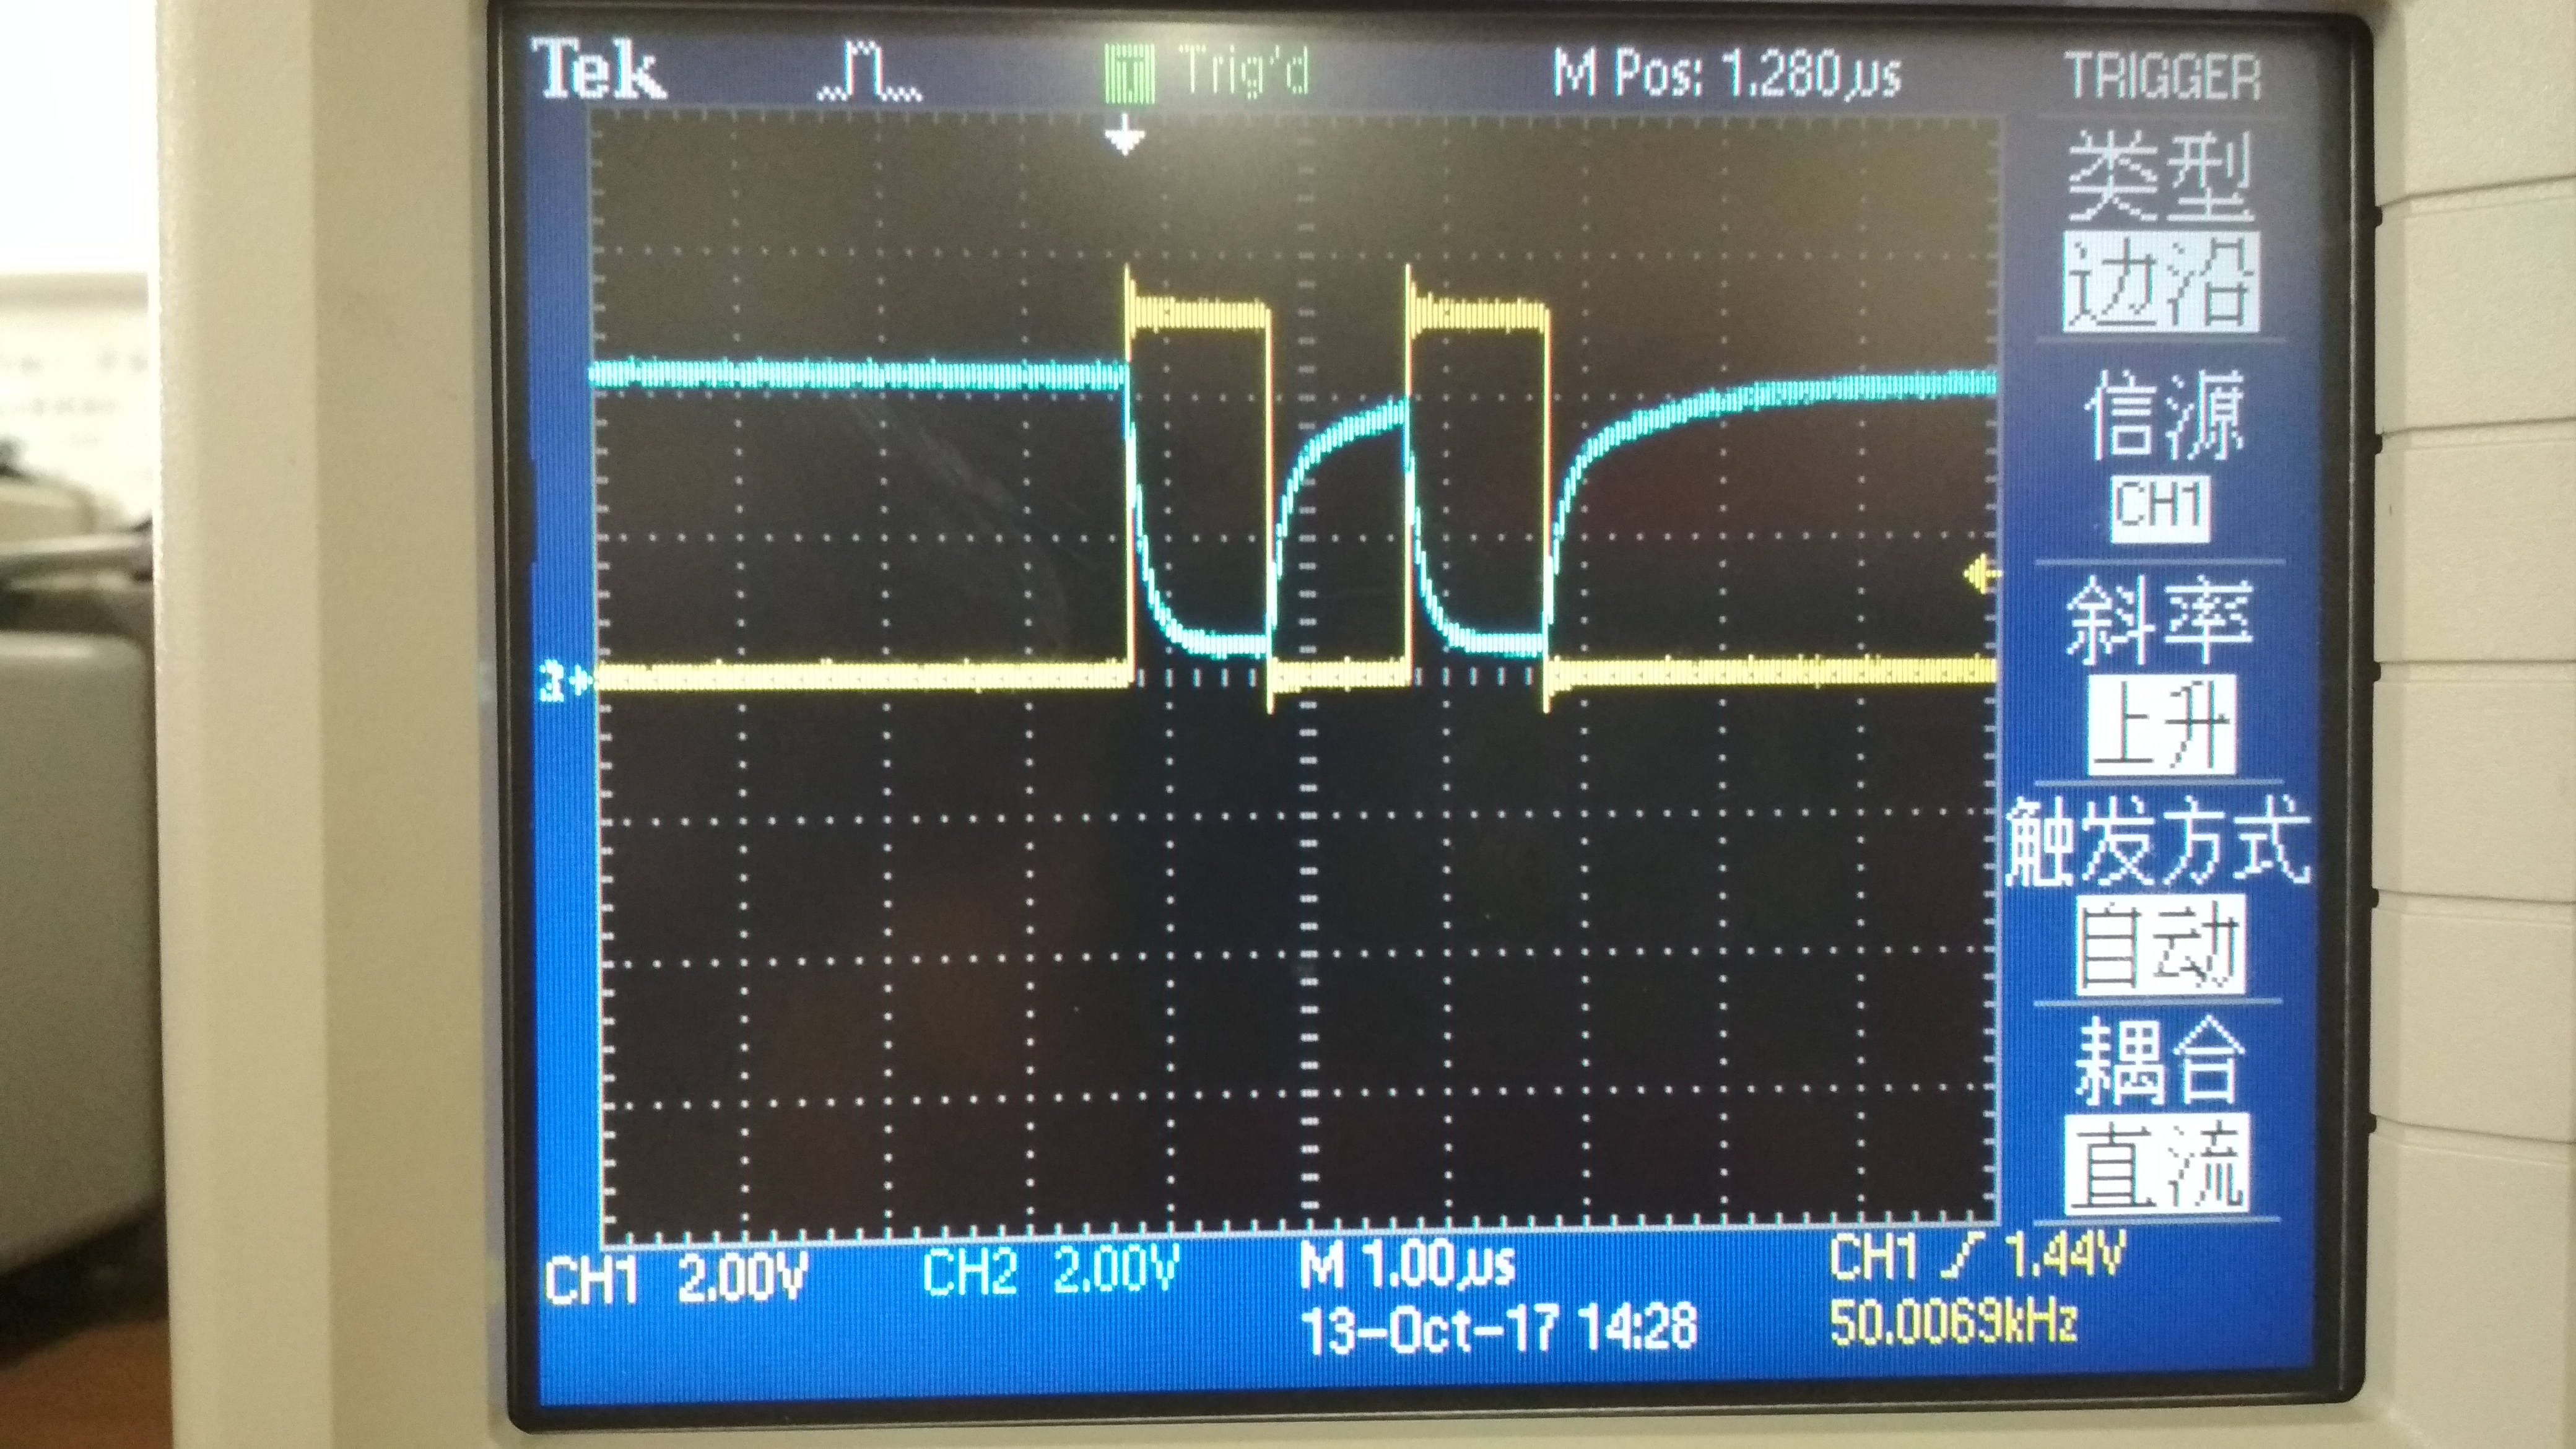 Tek Trig'd M Pos: 1.280µs TRIGGER
类型
边沿
信源
CH1
斜率
上升
触发方式
自动
耦合
直流
2
CH1 2.00V CH2 2.00V M 1.00µs CH1 1.44V
13-Oct-17 14:28 50.0069kHz